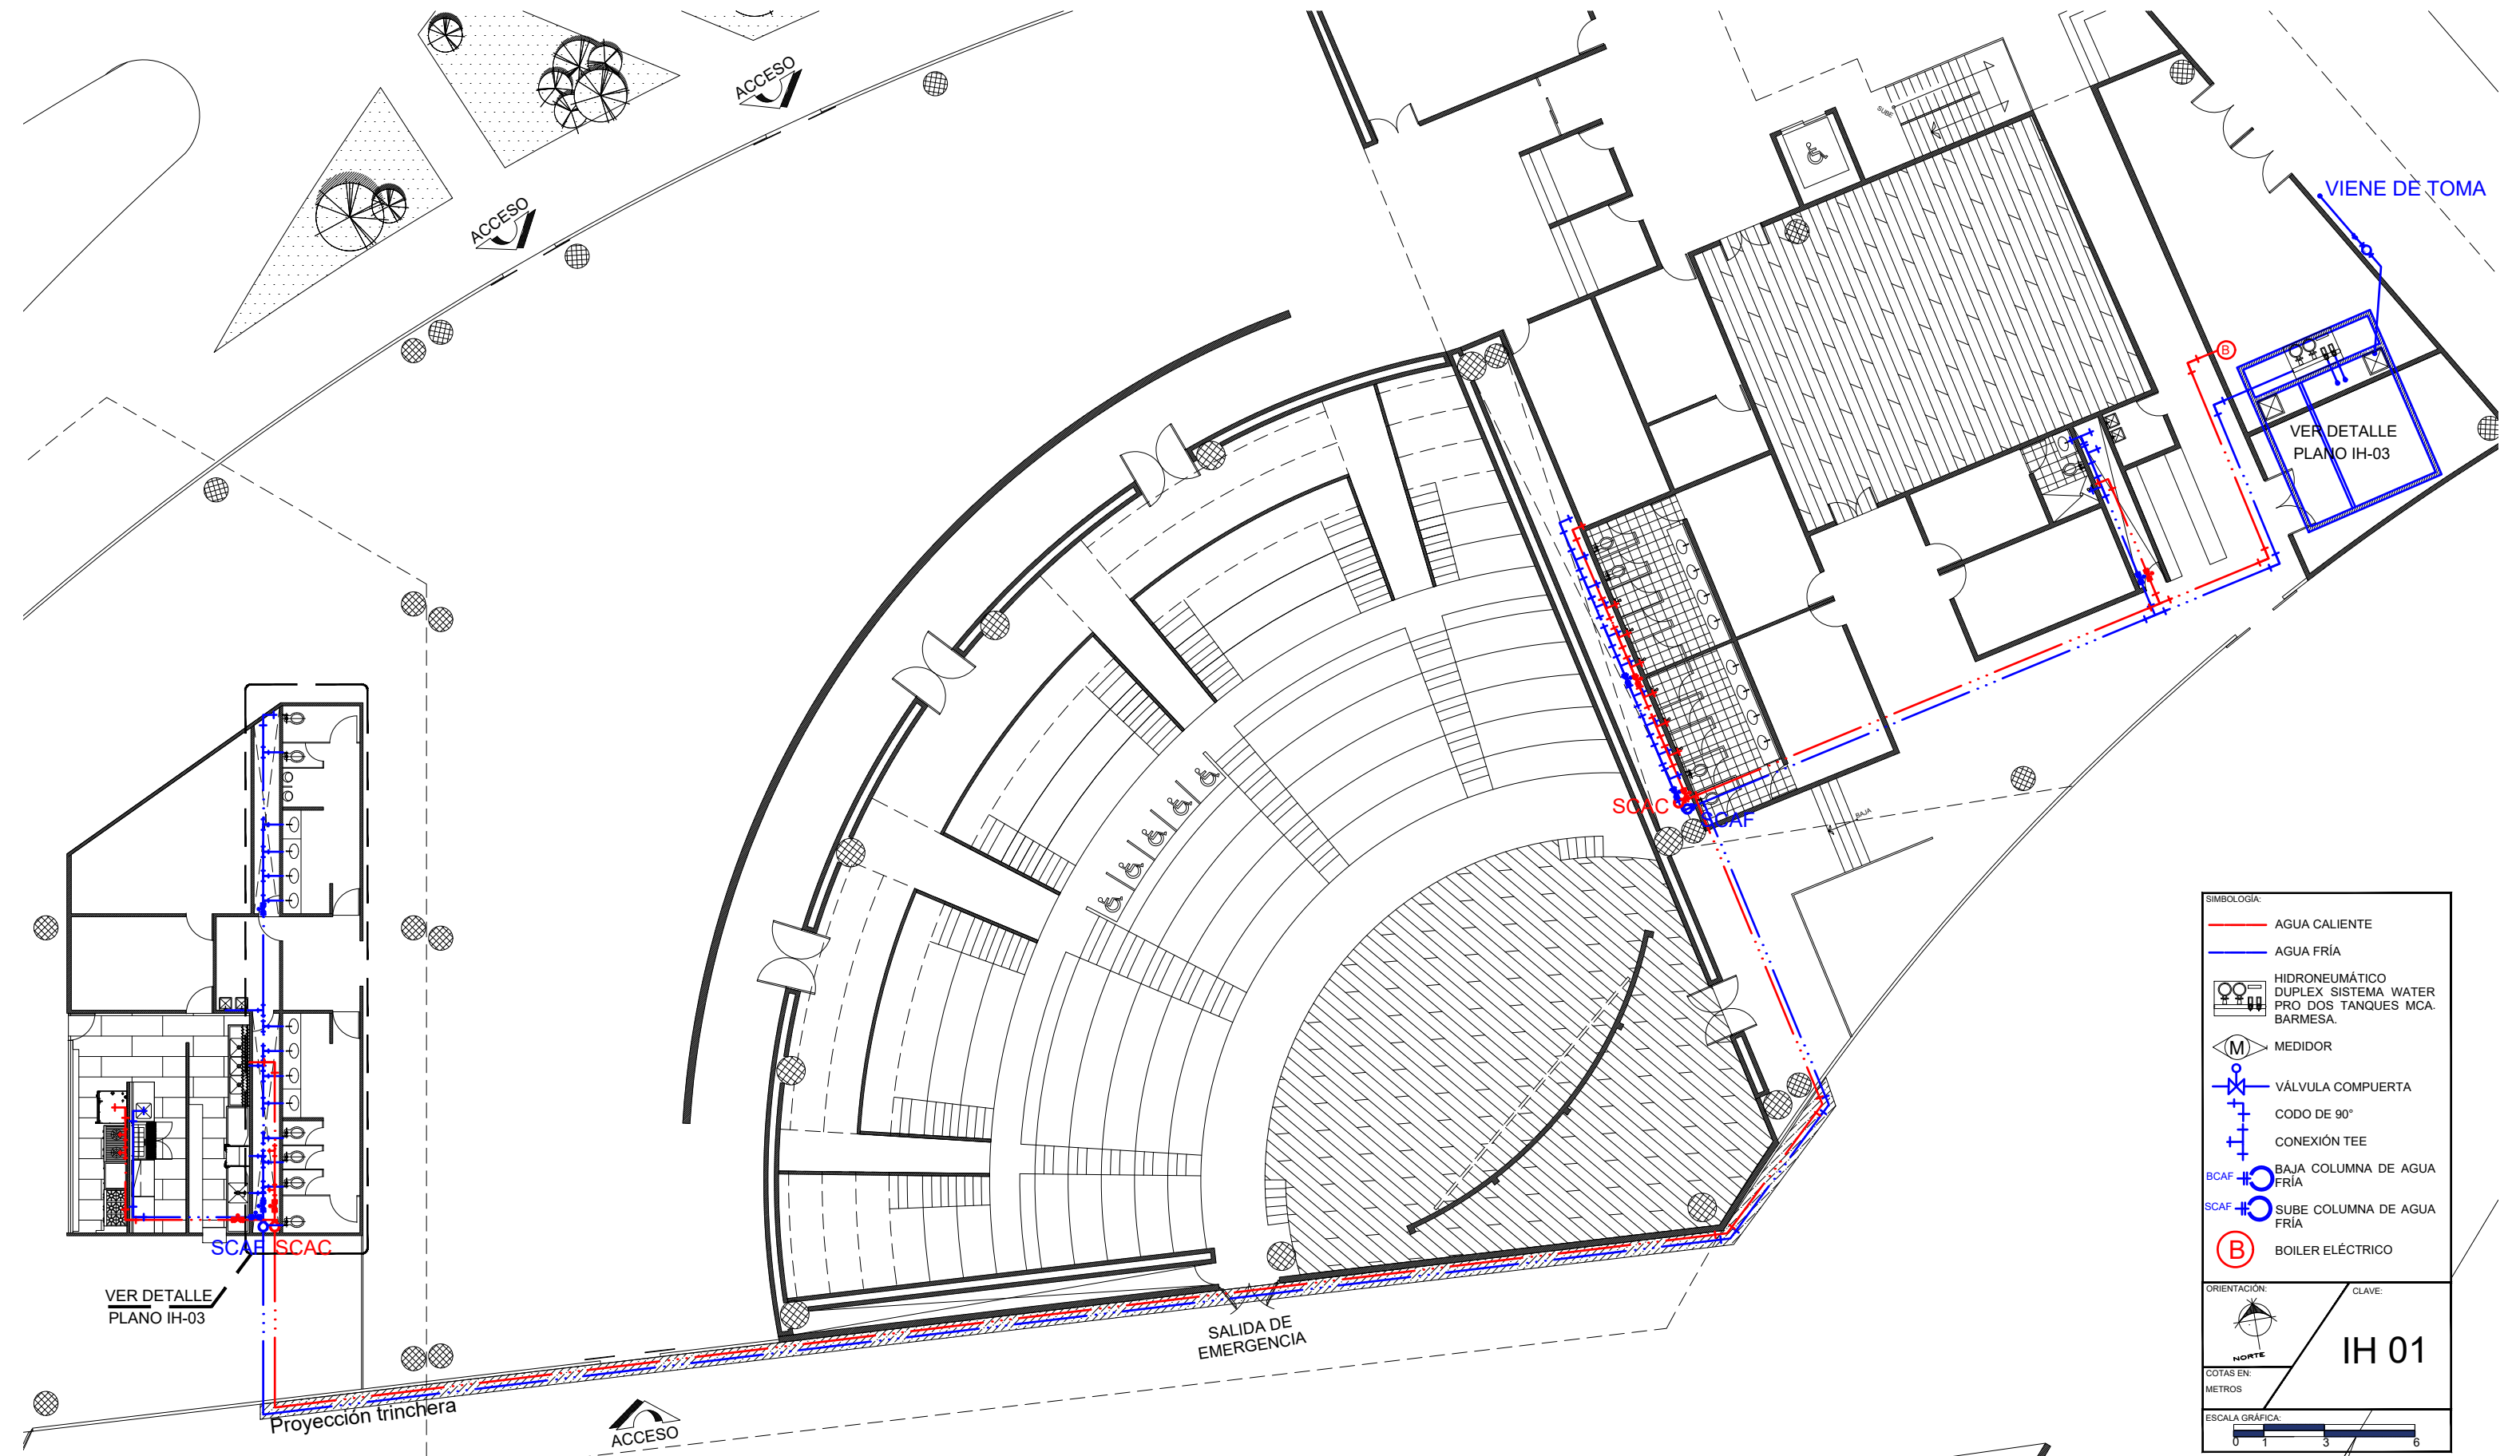 ACCESO
ACCESO
SUBE
VIENE DE TOMA
B
VER DETALLE
PLANO IH-03
SCAC
SCAF
BAJA
SCAF
SCAC
VER DETALLE
PLANO IH-03
SALIDA DE
EMERGENCIA
Proyección trinchera
ACCESO
SIMBOLOGÍA:
AGUA CALIENTE
AGUA FRÍA
HIDRONEUMÁTICO
DUPLEX SISTEMA WATER
PRO DOS TANQUES MCA.
BARMESA.
M
MEDIDOR
VÁLVULA COMPUERTA
CODO DE 90°
CONEXIÓN TEE
BCAF
BAJA COLUMNA DE AGUA
FRÍA
SCAF
SUBE COLUMNA DE AGUA
FRÍA
B
BOILER ELÉCTRICO
ORIENTACIÓN:
NORTE
CLAVE:
IH 01
COTAS EN:
METROS
ESCALA GRÁFICA:
0 1 3 6